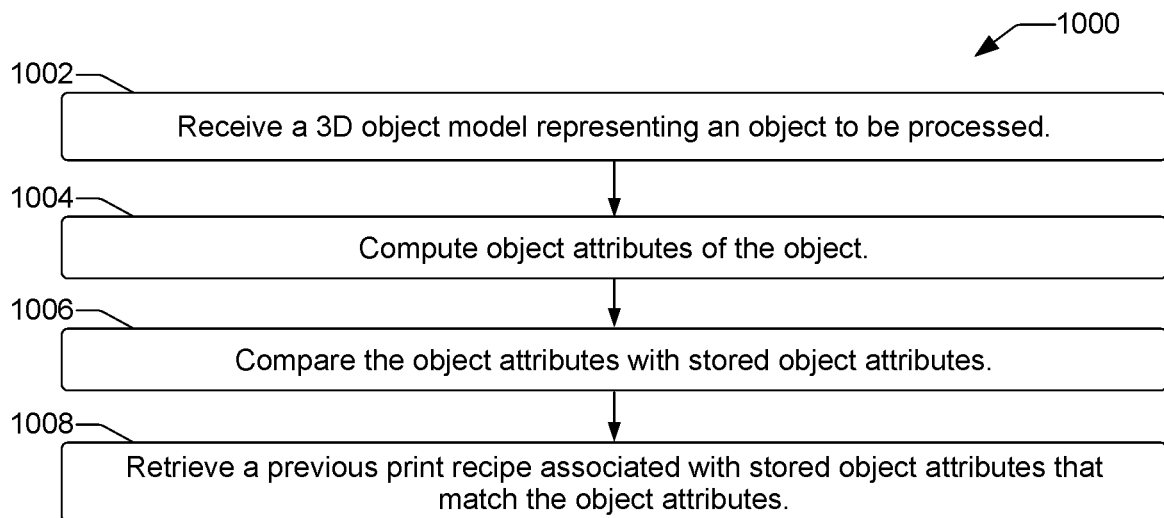 1000
1002
Receive a 3D object model representing an object to be processed.
1004
Compute object attributes of the object.
1006
Compare the object attributes with stored object attributes.
1008
Retrieve a previous print recipe associated with stored object attributes that
match the object attributes.